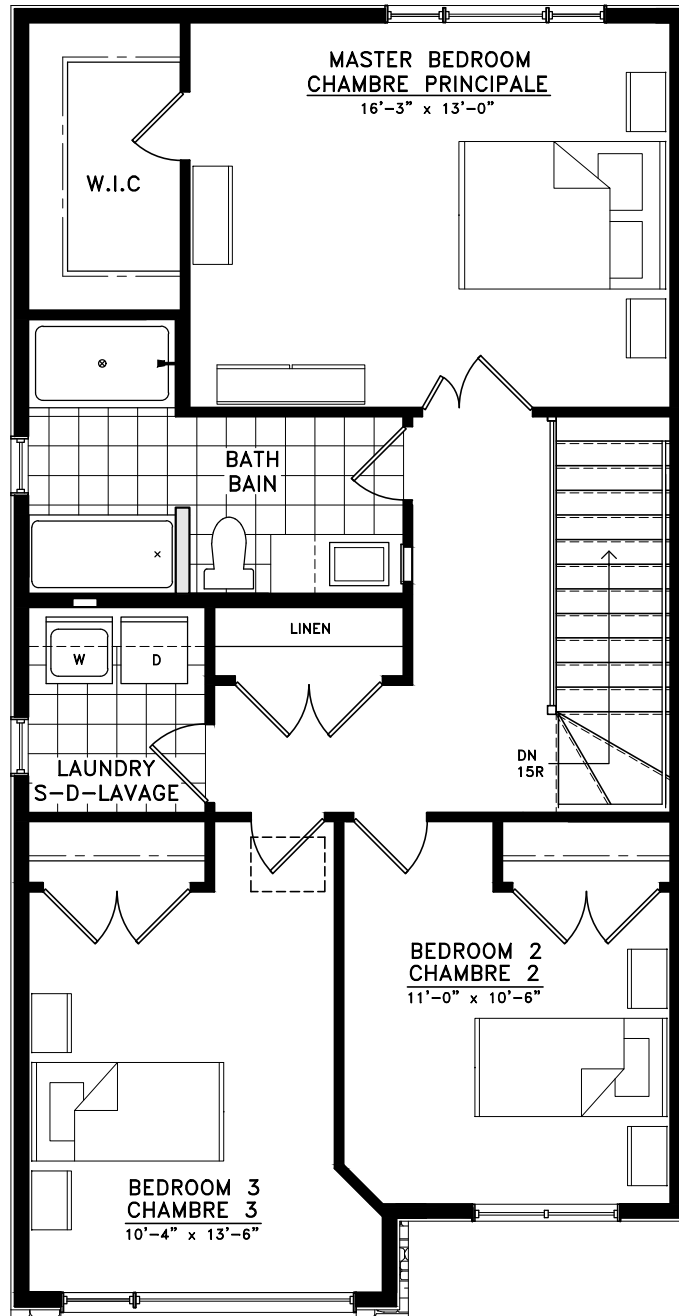 MASTER BEDROOM
CHAMBRE PRINCIPALE
16'-3" x 13'-0"
W.I.C
BATH
BAIN
LINEN
W
D
LAUNDRY
S-D-LAVAGE
DN
15R
BEDROOM 2
CHAMBRE 2
11'-0" x 10'-6"
BEDROOM 3
CHAMBRE 3
10'-4" x 13'-6"